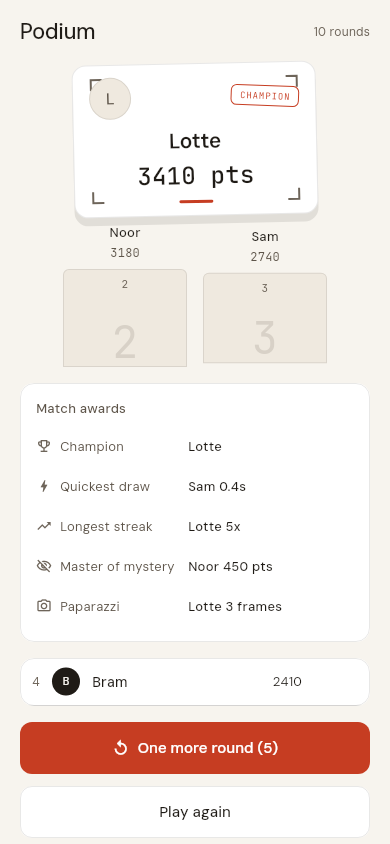 Podium
10 rounds
L
CHAMPION
Lotte
3410 pts
Noor
3180
Sam
2740
2
2
3
3
Match awards
Champion Lotte
Quickest draw Sam 0.4s
Longest streak Lotte 5x
Master of mystery Noor 450 pts
Paparazzi Lotte 3 frames
4 B Bram 2410
One more round (5)
Play again